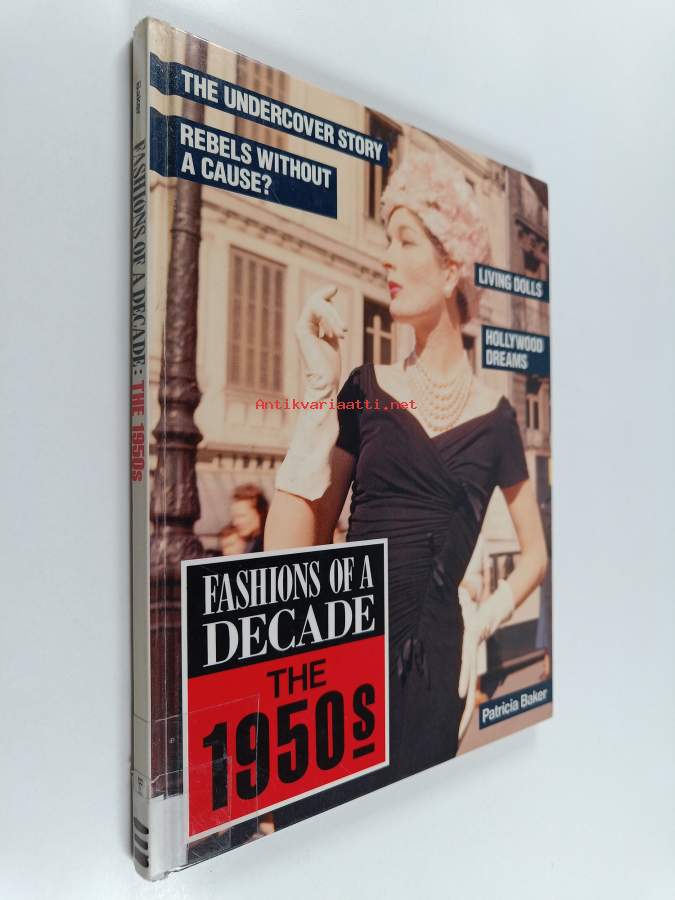 THE UNDERCOVER STORY
REBELS WITHOUT
A CAUSE?
LIVING DOLLS
HOLLYWOOD
DREAMS
Antikvariaatti.net
FASHIONS OF A
DECADE
THE
1950s
Patricia Baker
Baker
FASHIONS OF A DECADE: THE 1950s